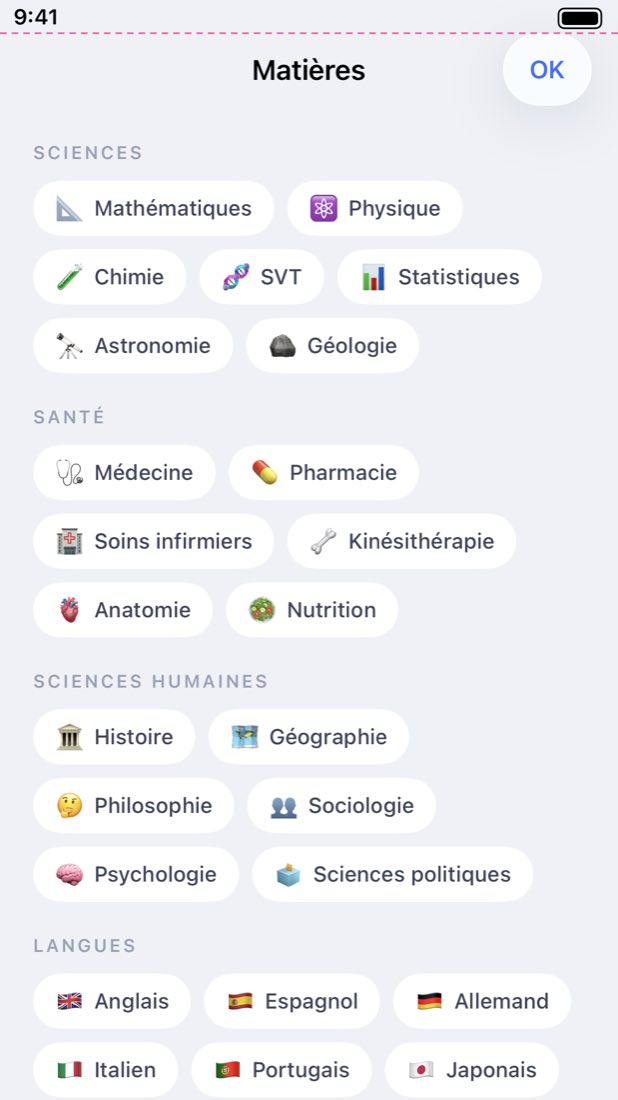 9:41
Matières OK
SCIENCES
Mathématiques Physique
Chimie SVT Statistiques
Astronomie Géologie
SANTÉ
Médecine Pharmacie
Soins infirmiers Kinésithérapie
Anatomie Nutrition
SCIENCES HUMAINES
Histoire Géographie
Philosophie Sociologie
Psychologie Sciences politiques
LANGUES
Anglais Espagnol Allemand
Italien Portugais Japonais